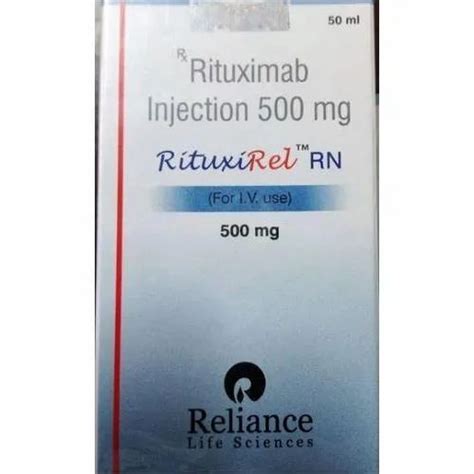 50 ml
Rx Rituximab
Injection 500 mg
RituxiRel™ RN
(For I.V. use)
500 mg
Reliance
Life Sciences